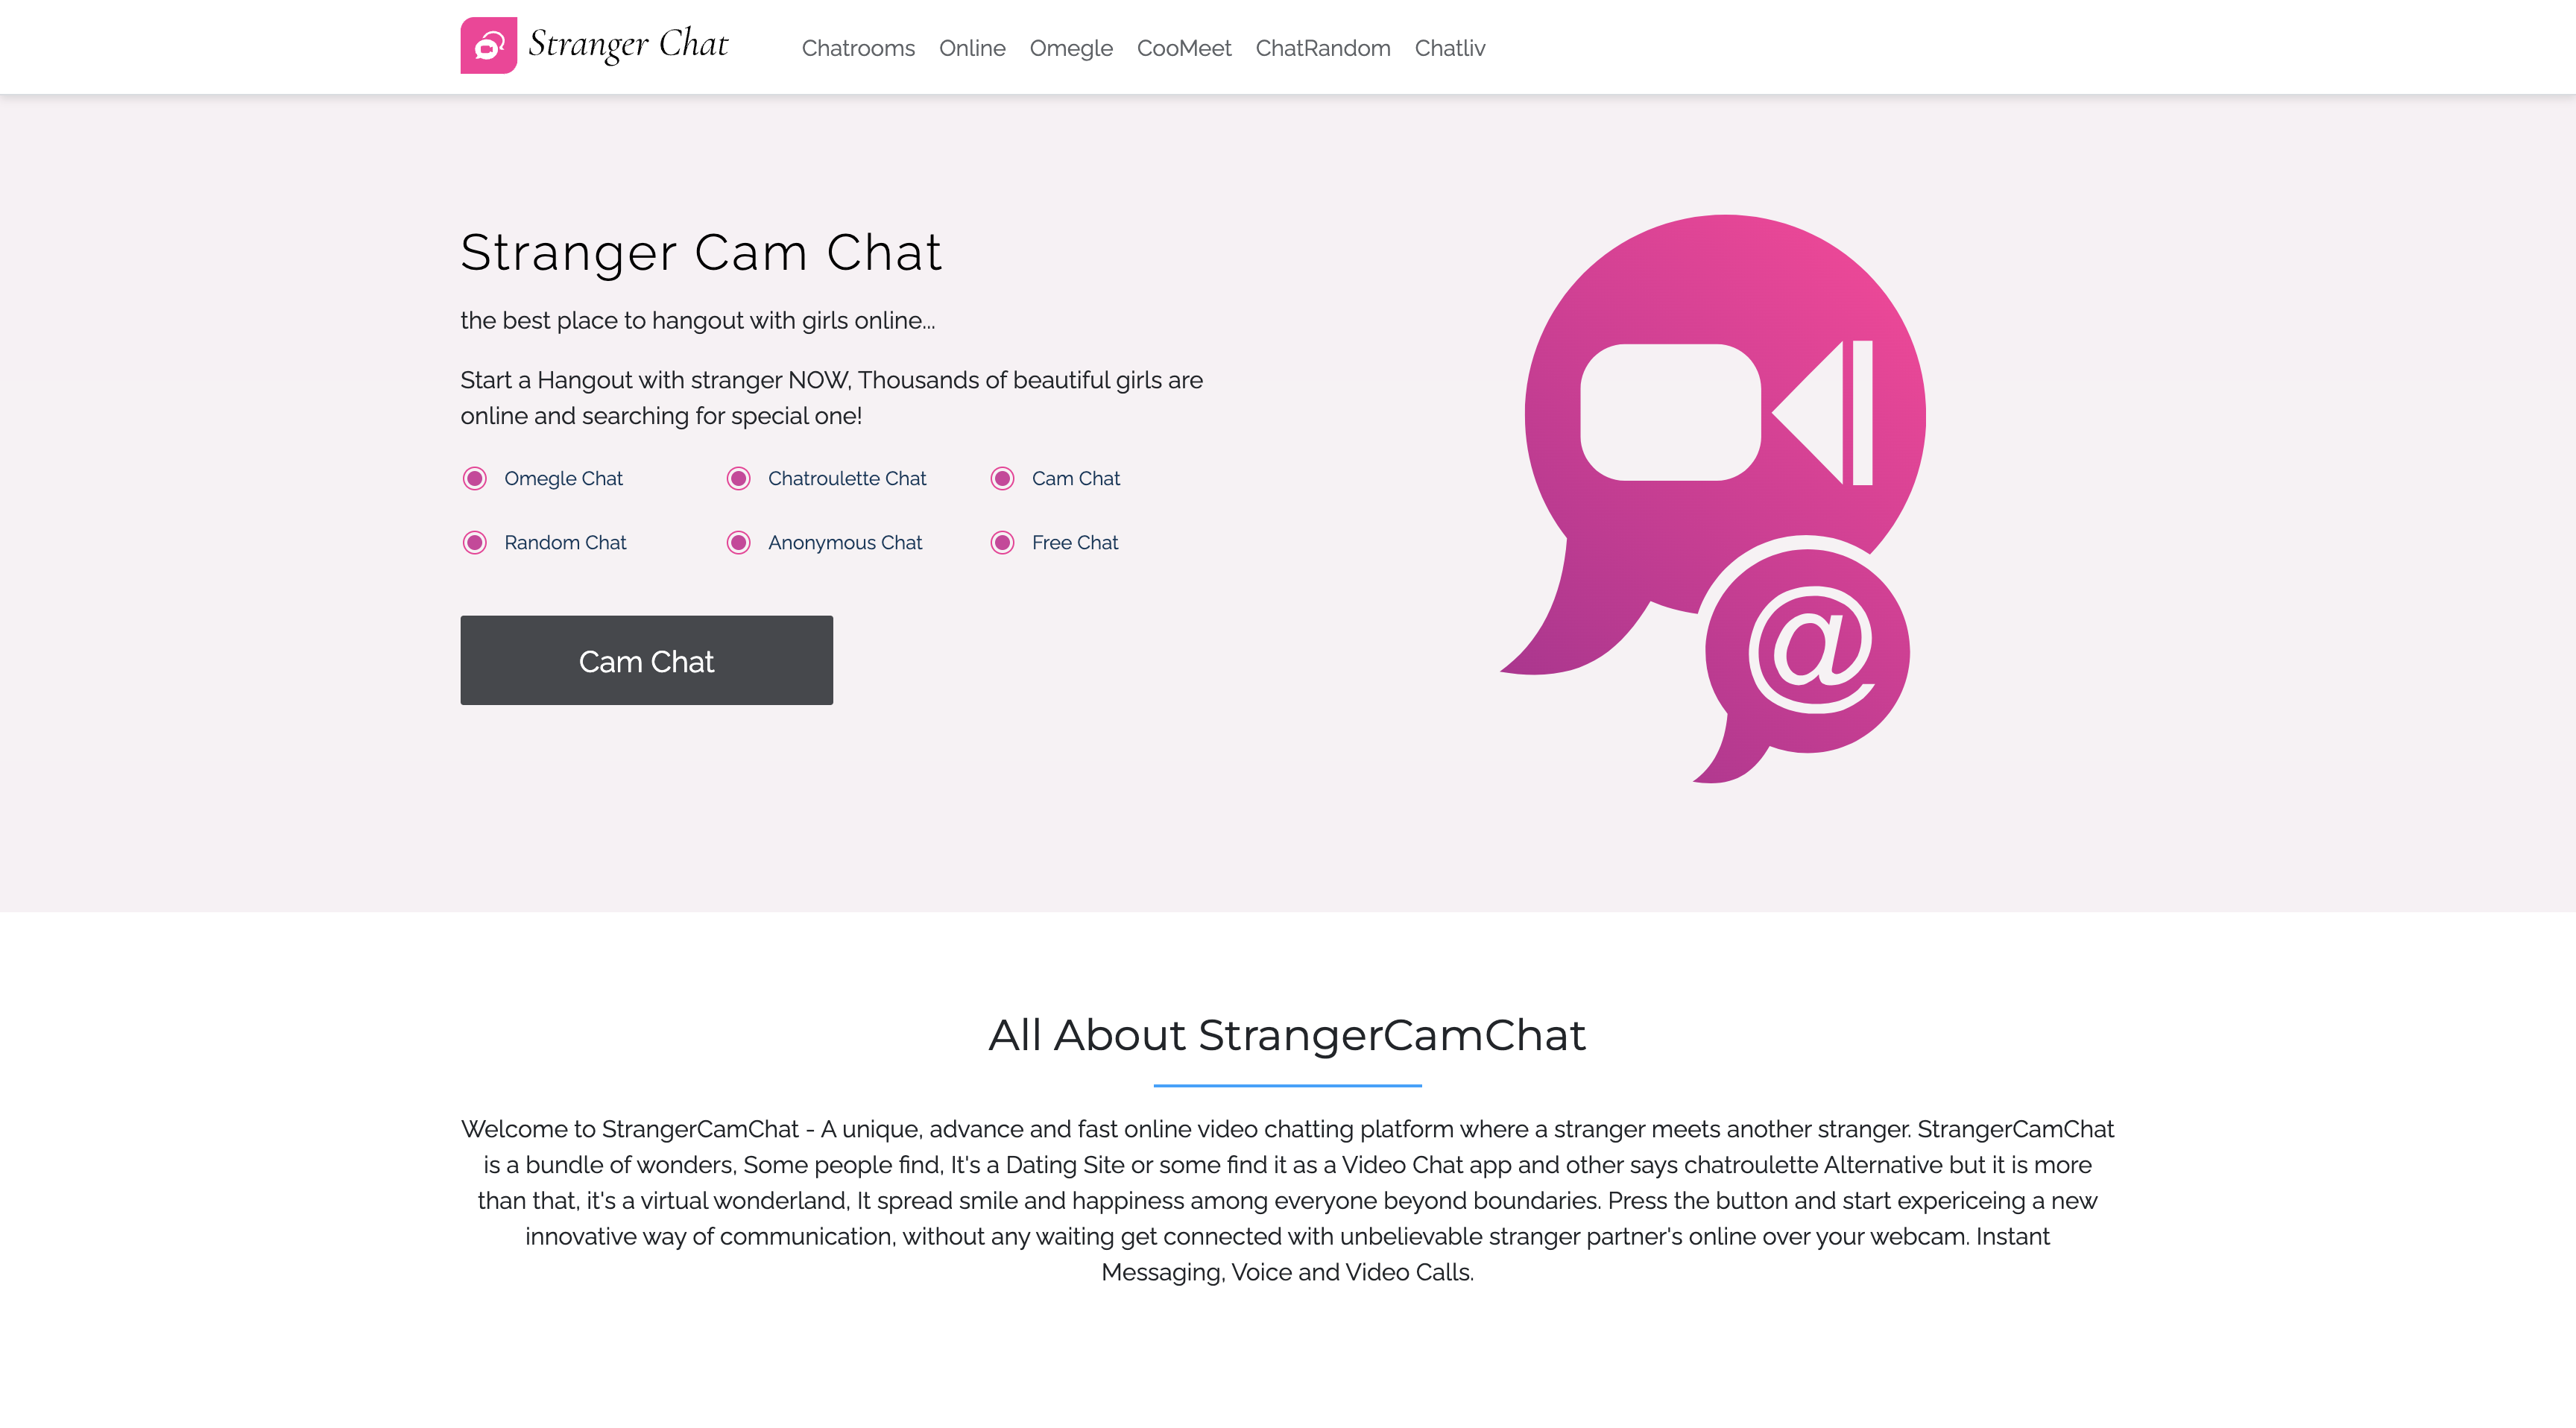 Stranger Chat
Chatrooms Online Omegle CooMeet ChatRandom Chatliv
Stranger Cam Chat
the best place to hangout with girls online...
Start a Hangout with stranger NOW, Thousands of beautiful girls are
online and searching for special one!
Omegle Chat Chatroulette Chat Cam Chat
Random Chat Anonymous Chat Free Chat
Cam Chat
@
All About StrangerCamChat
Welcome to StrangerCamChat - A unique, advance and fast online video chatting platform where a stranger meets another stranger. StrangerCamChat
is a bundle of wonders, Some people find, It's a Dating Site or some find it as a Video Chat app and other says chatroulette Alternative but it is more
than that, it's a virtual wonderland, It spread smile and happiness among everyone beyond boundaries. Press the button and start expericeing a new
innovative way of communication, without any waiting get connected with unbelievable stranger partner's online over your webcam. Instant
Messaging, Voice and Video Calls.